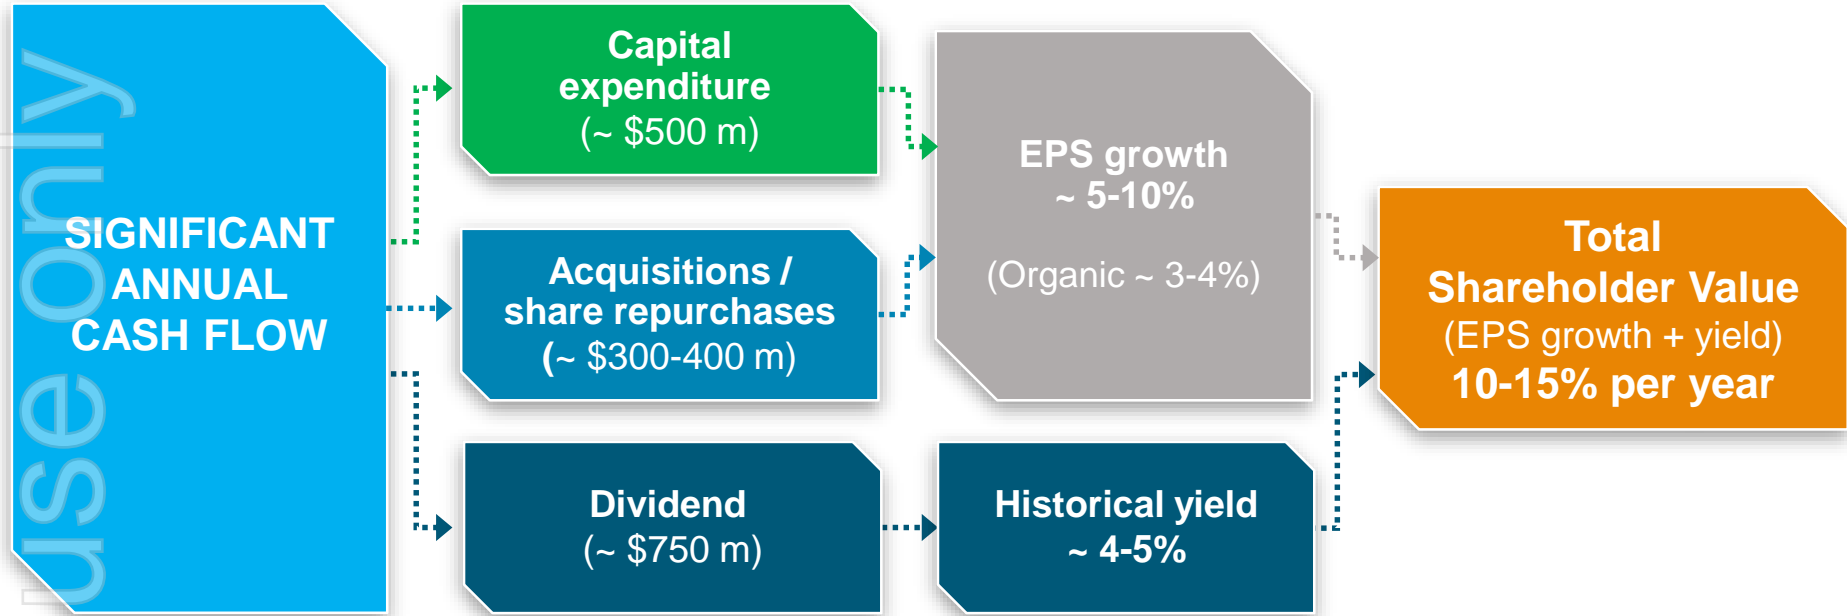 use only
SIGNIFICANT
ANNUAL
CASH FLOW
Capital
expenditure
(~ $500 m)
Acquisitions /
share repurchases
(~ $300-400 m)
Dividend
(~ $750 m)
EPS growth
~ 5-10%
(Organic ~ 3-4%)
Historical yield
~ 4-5%
Total
Shareholder Value
(EPS growth + yield)
10-15% per year